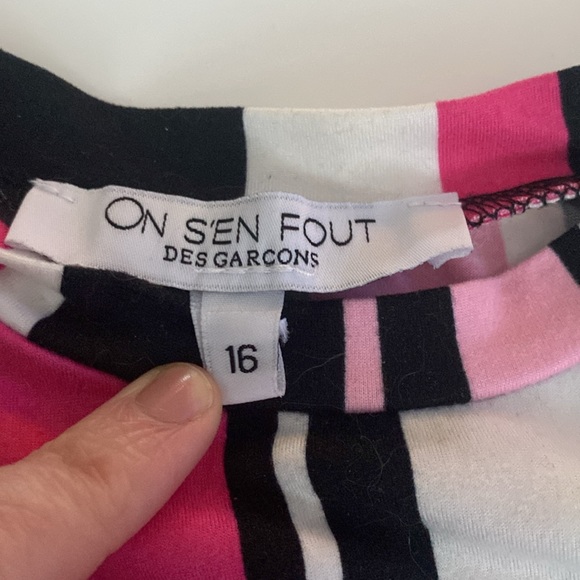 ON S'EN FOUT
DES GARCONS
16